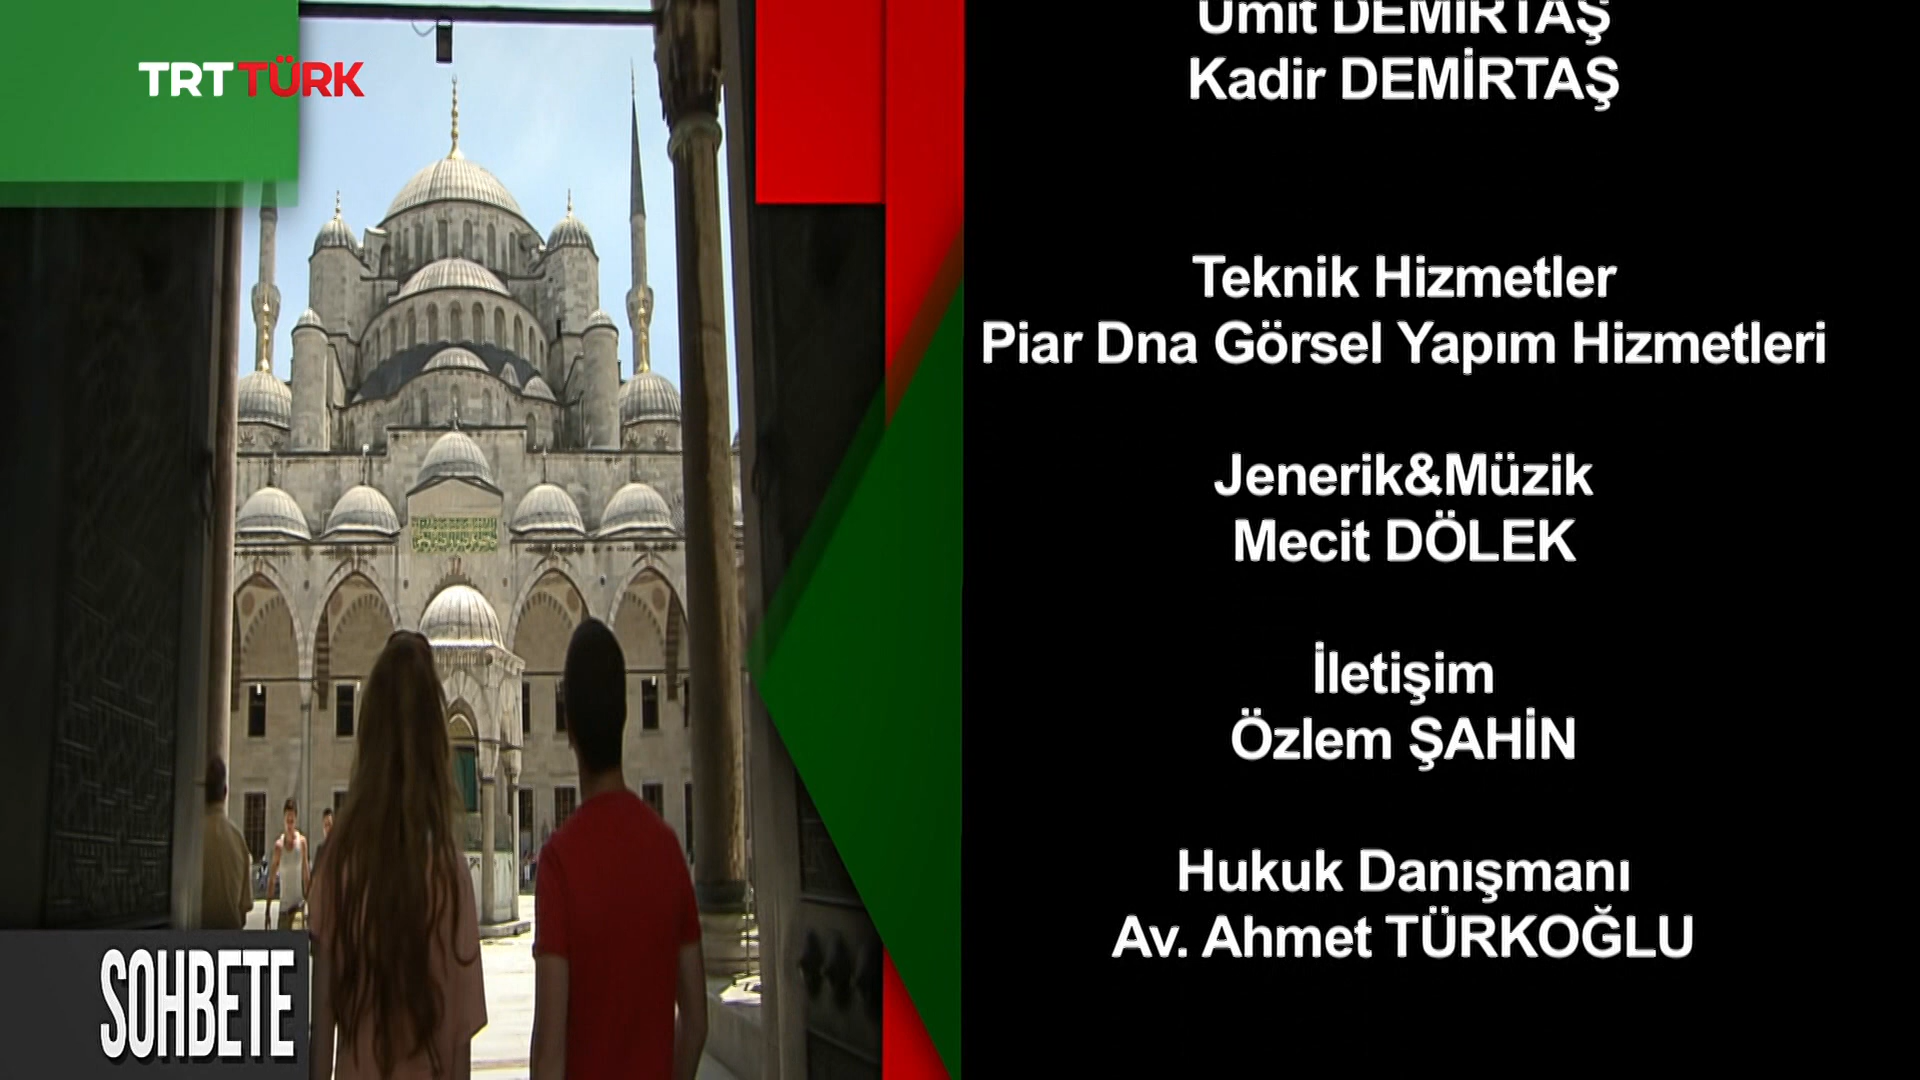 TRT TÜRK
Ümit DEMİRTAŞ
Kadir DEMİRTAŞ
Teknik Hizmetler
Piar Dna Görsel Yapım Hizmetleri
Jenerik&Müzik
Mecit DÖLEK
İletişim
Özlem ŞAHİN
Hukuk Danışmanı
Av. Ahmet TÜRKOĞLU
SOHBETE